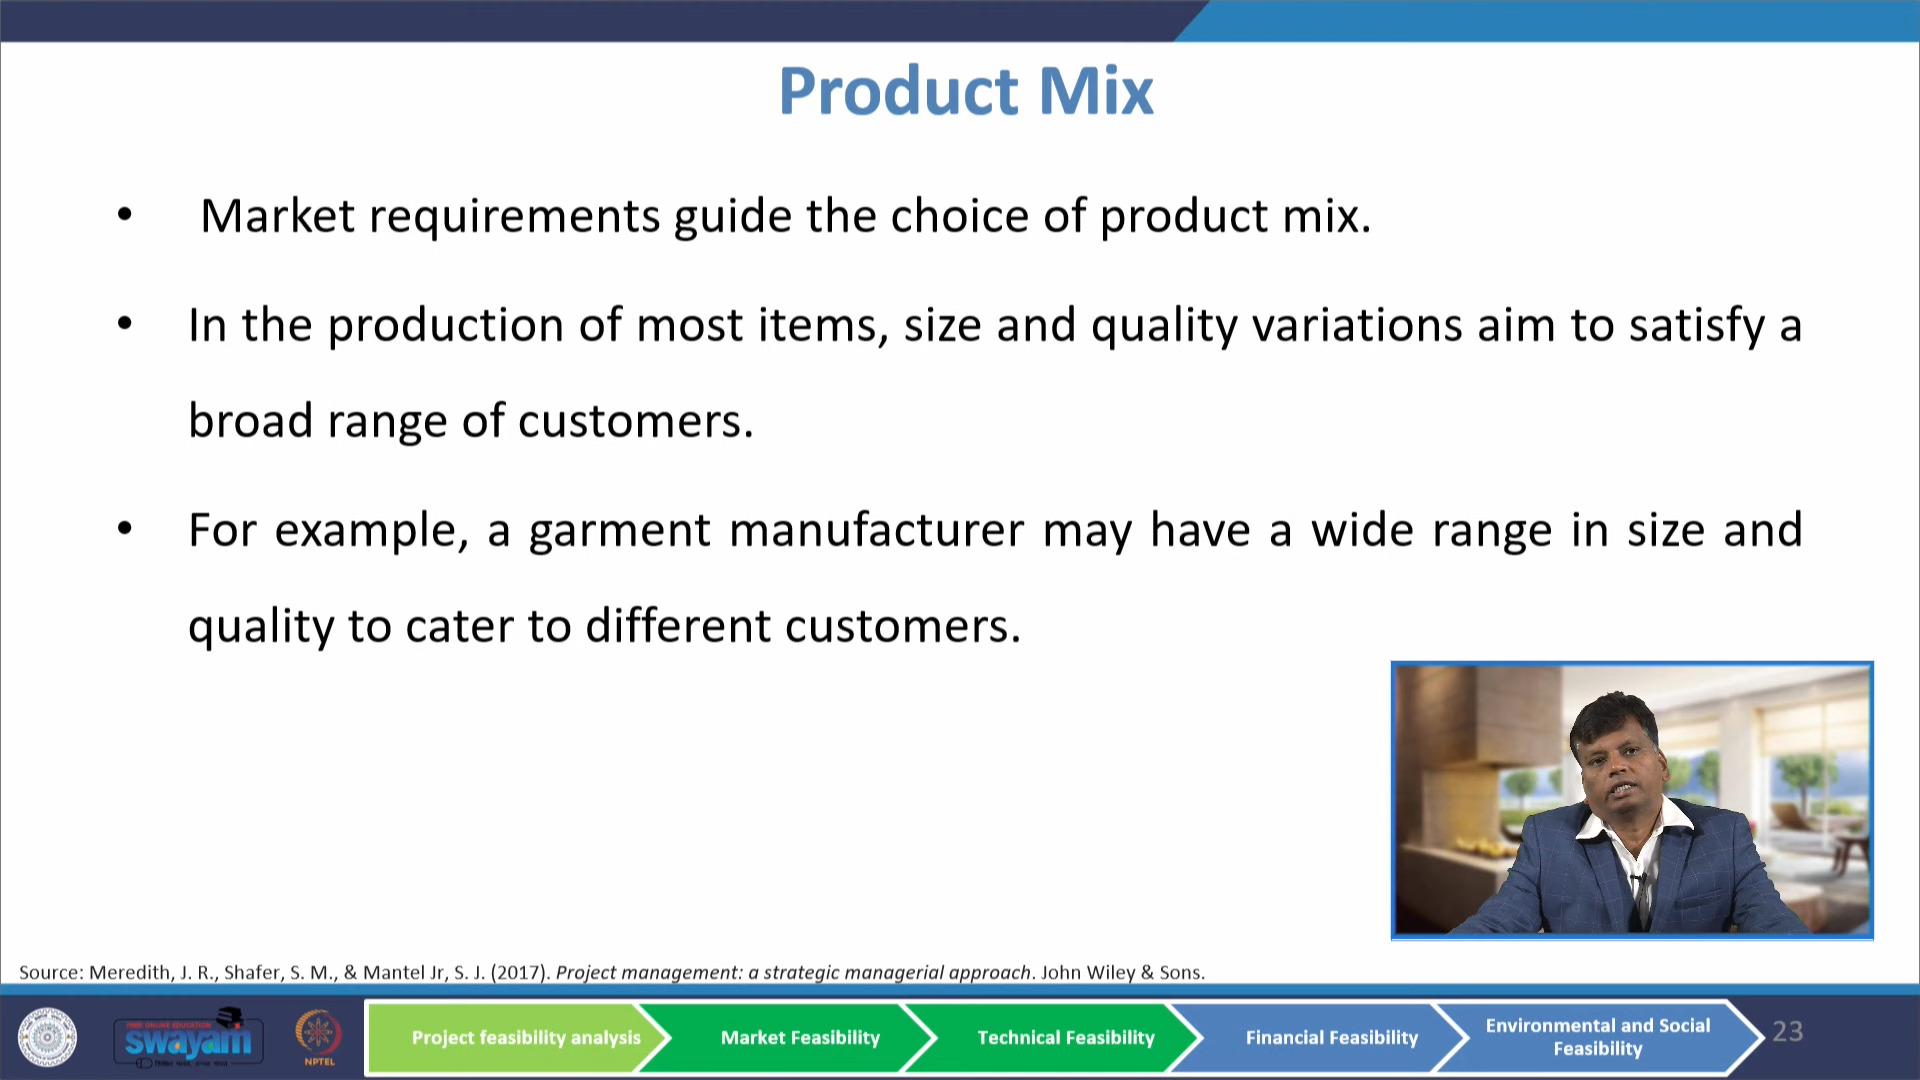 Product Mix
• Market requirements guide the choice of product mix.
• In the production of most items, size and quality variations aim to satisfy a
broad range of customers.
• For example, a garment manufacturer may have a wide range in size and
quality to cater to different customers.
Source: Meredith, J. R., Shafer, S. M., & Mantel Jr, S. J. (2017). Project management: a strategic managerial approach. John Wiley & Sons.
FREE ONLINE EDUCATION
swayam
NPTEL
Project feasibility analysis
Market Feasibility
Technical Feasibility
Financial Feasibility
Environmental and Social
Feasibility
23